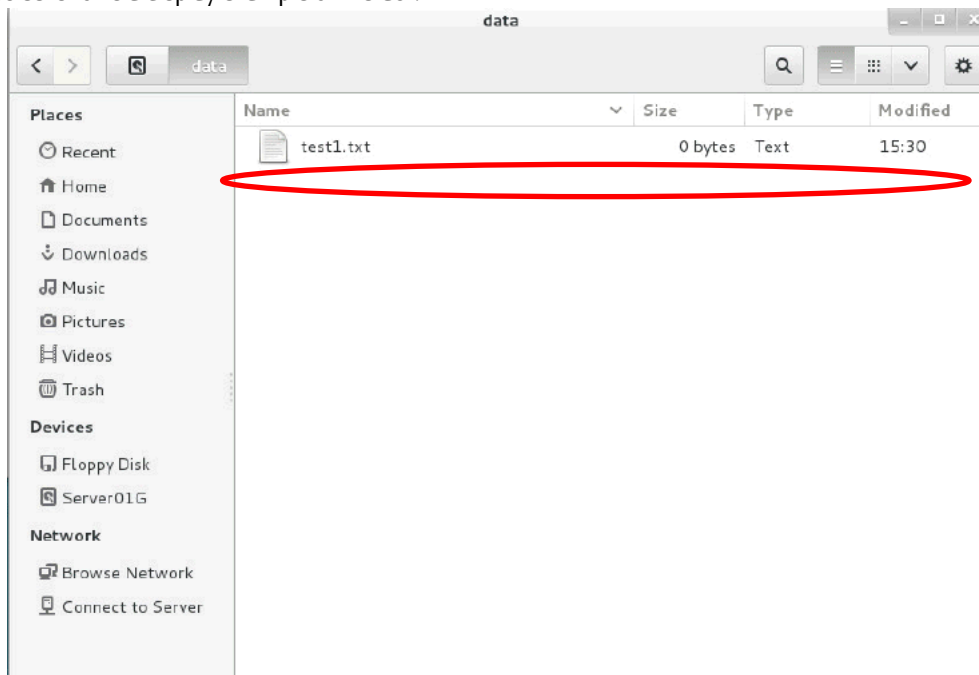 data
data
Places
Name Size Type Modified
test1.txt 0 bytes Text 15:30
Recent
Home
Documents
Downloads
Music
Pictures
Videos
Trash
Devices
Floppy Disk
Server01G
Network
Browse Network
Connect to Server